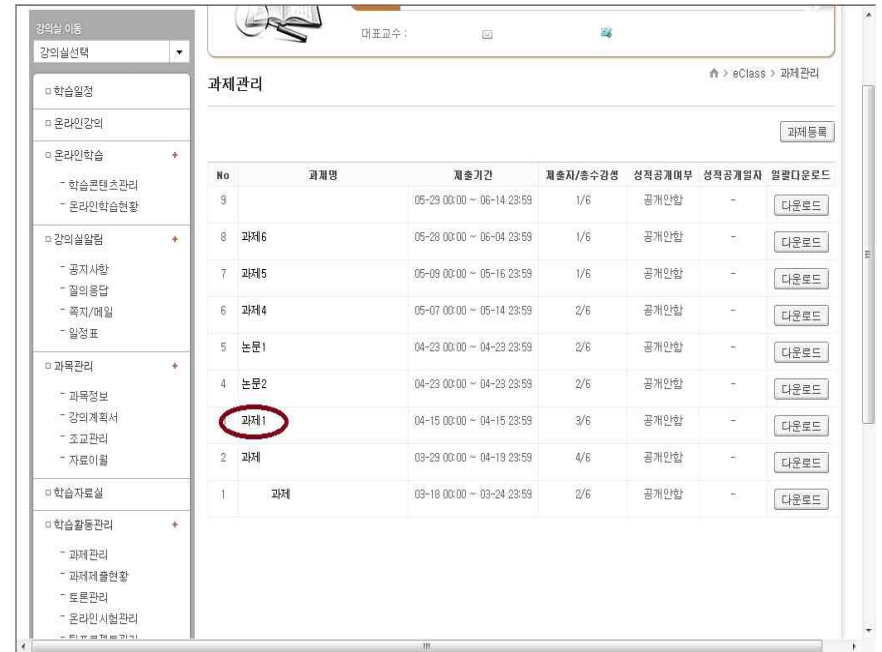 강의실 이동
강의실선택
학습일정
온라인강의
온라인학습 +
- 학습콘텐츠관리
- 온라인학습현황
강의실알림 +
- 공지사항
- 질의응답
- 쪽지/메일
- 일정표
과목관리 +
- 과목정보
- 강의계획서
- 조교관리
- 자료이월
학습자료실
학습활동관리 +
- 과제관리
- 과제제출현황
- 토론관리
- 온라인시험관리
대표교수 :
과제관리
> eClass > 과제관리
과제등록
No 과제명 제출기간 제출자/총수강생 성적공개여부 성적공개일자 일괄다운로드
9 05-29 00:00 ~ 06-14 23:59 1/6 공개안함 - 다운로드
8 과제6 05-28 00:00 ~ 06-04 23:59 1/6 공개안함 - 다운로드
7 과제5 05-09 00:00 ~ 05-16 23:59 1/6 공개안함 - 다운로드
6 과제4 05-07 00:00 ~ 05-14 23:59 2/6 공개안함 - 다운로드
5 논문1 04-23 00:00 ~ 04-23 23:59 2/6 공개안함 - 다운로드
4 논문2 04-23 00:00 ~ 04-23 23:59 2/6 공개안함 - 다운로드
과제1 04-15 00:00 ~ 04-15 23:59 3/6 공개안함 - 다운로드
2 과제 03-29 00:00 ~ 04-19 23:59 4/6 공개안함 - 다운로드
1 과제 03-18 00:00 ~ 03-24 23:59 2/6 공개안함 - 다운로드